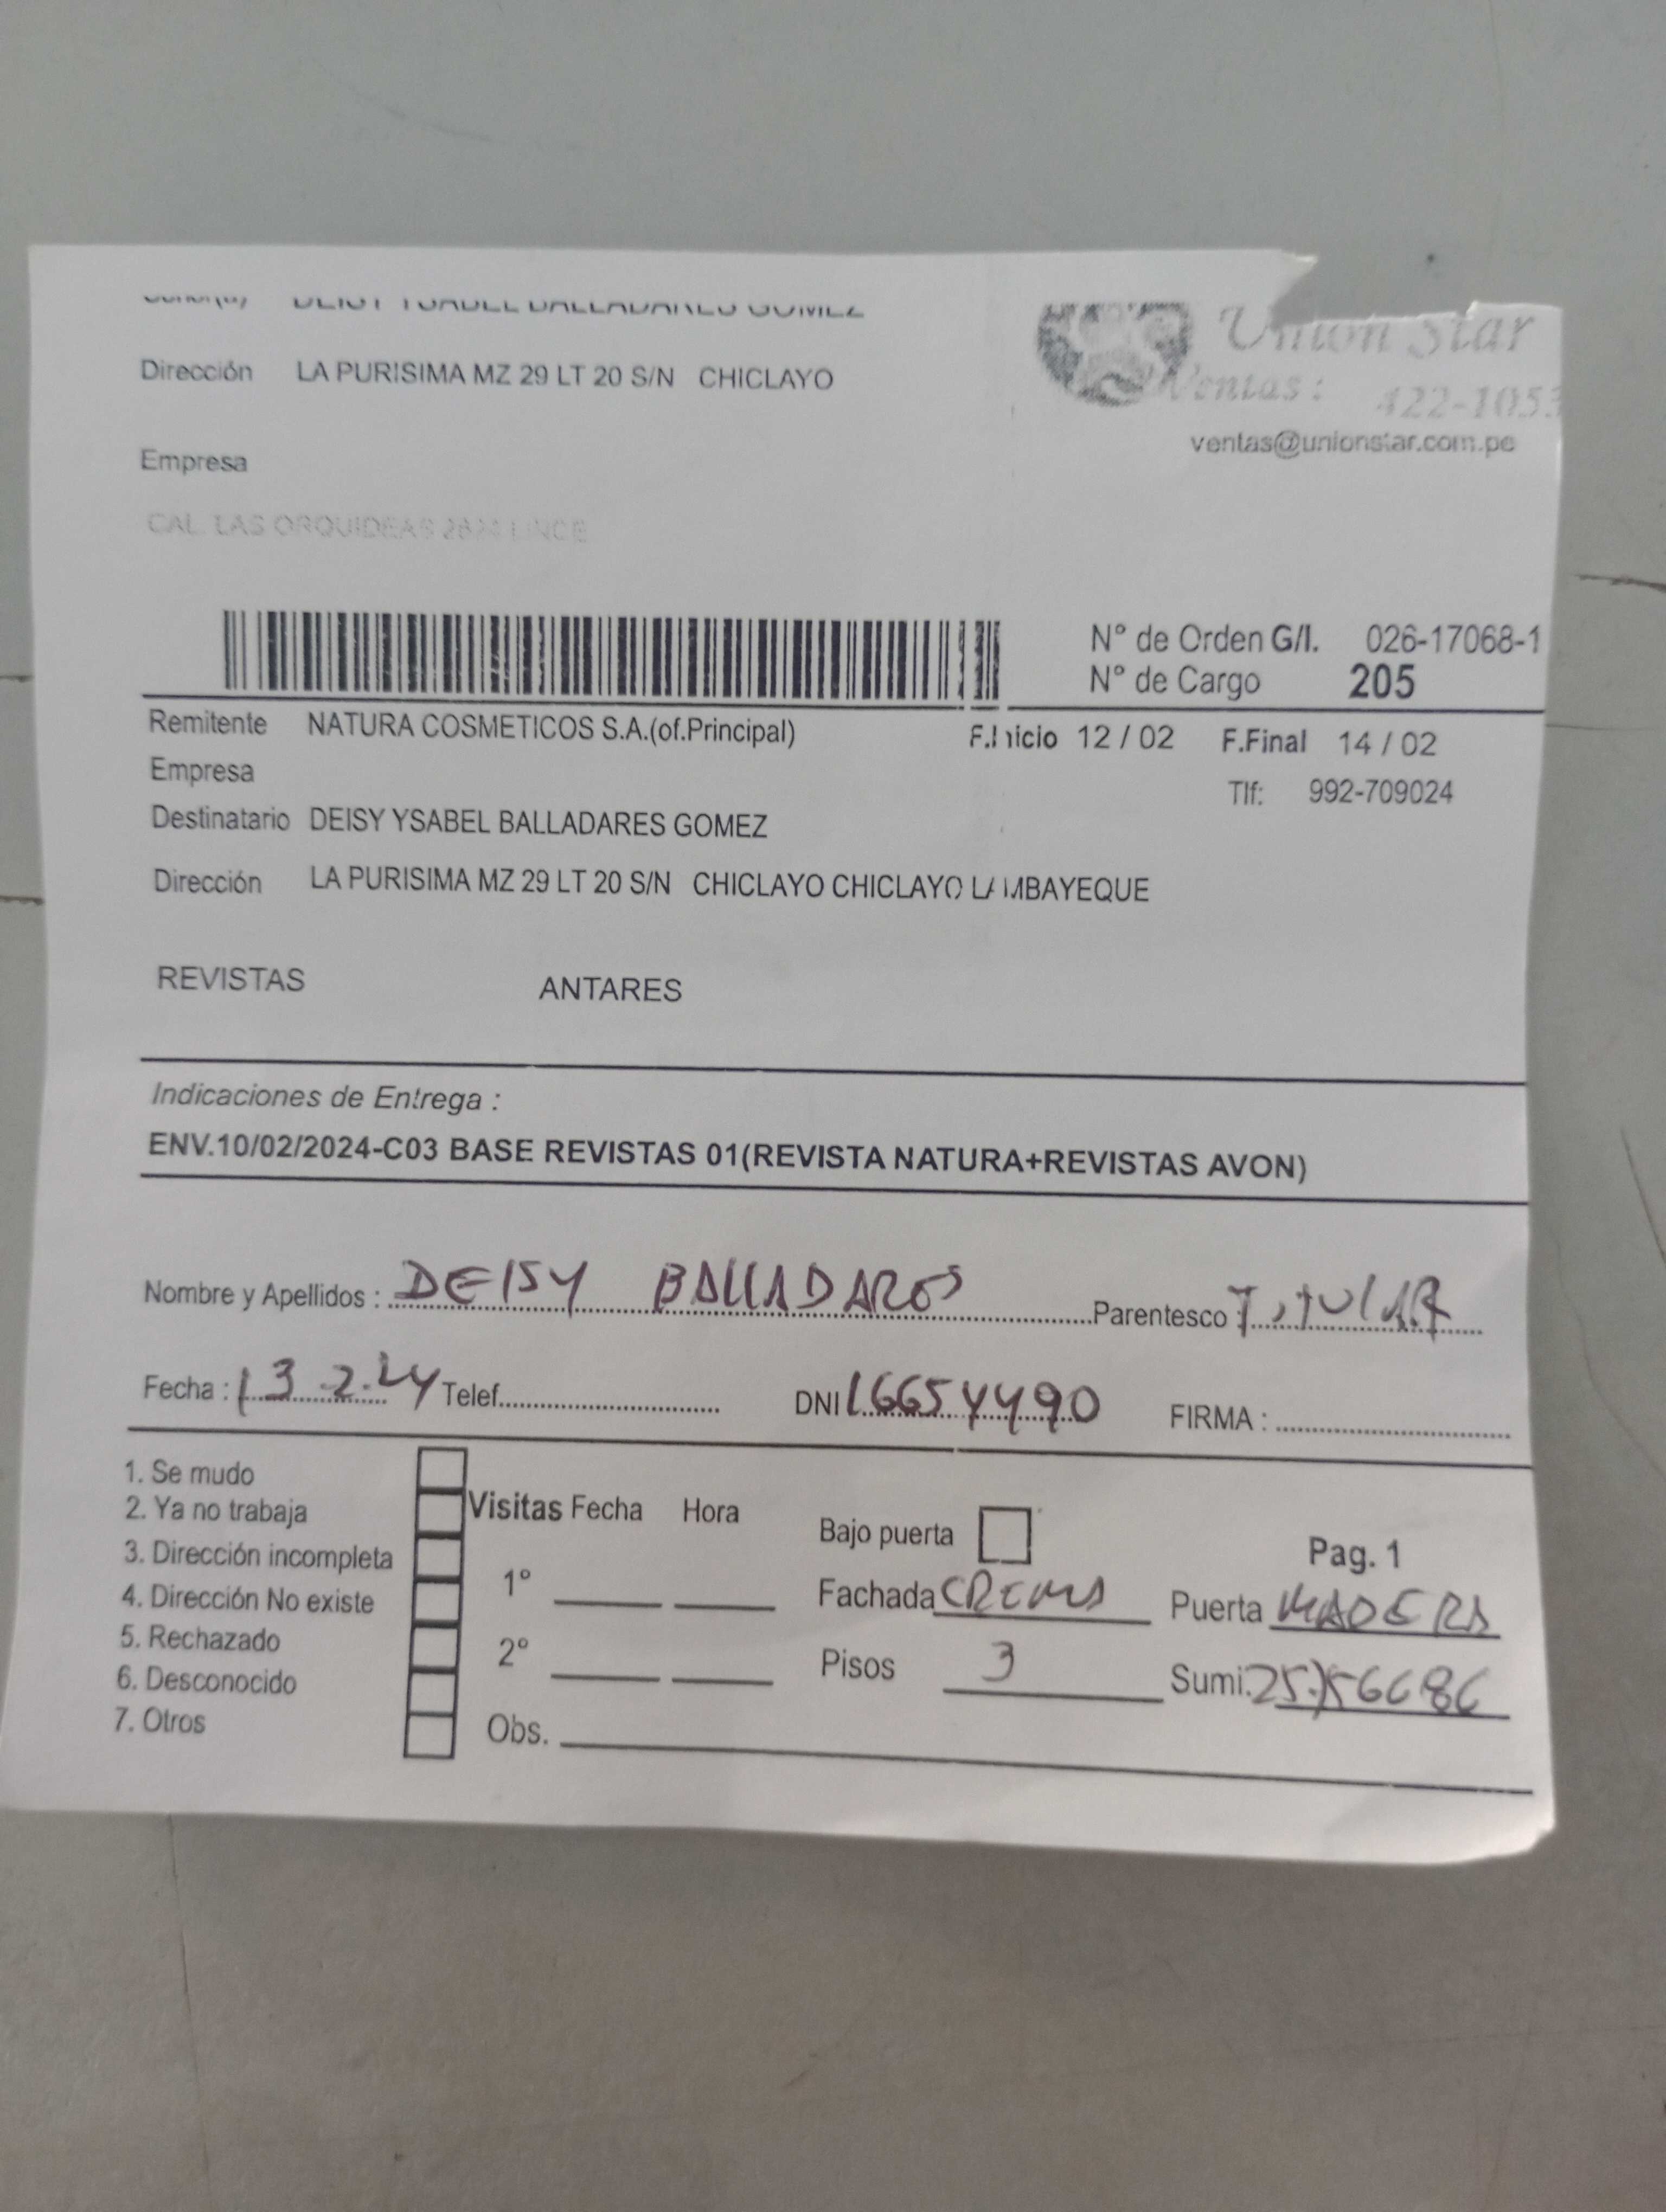 Señor(a) DEISY YSABEL BALLADARES GOMEZ
Union Star
Dirección LA PURISIMA MZ 29 LT 20 S/N CHICLAYO
Ventas : 422-1053
ventas@unionstar.com.pe
Empresa
CAL. LAS ORQUIDEAS LINCE
N° de Orden G/I. 026-17068-1
N° de Cargo 205
Remitente NATURA COSMETICOS S.A.(of.Principal) F.Inicio 12 / 02 F.Final 14 / 02
Empresa
Tlf: 992-709024
Destinatario DEISY YSABEL BALLADARES GOMEZ
Dirección LA PURISIMA MZ 29 LT 20 S/N CHICLAYO CHICLAYO LAMBAYEQUE
REVISTAS ANTARES
Indicaciones de Entrega :
ENV.10/02/2024-C03 BASE REVISTAS 01(REVISTA NATURA+REVISTAS AVON)
Nombre y Apellidos : DEISY BALLADARES Parentesco : TITULAR
Fecha : 13-2-24 Telef. DNI 16654490 FIRMA :
1. Se mudo
2. Ya no trabaja
3. Dirección incompleta
4. Dirección No existe
5. Rechazado
6. Desconocido
7. Otros
Visitas Fecha Hora
1°
2°
Obs.
Bajo puerta
Pag. 1
Fachada CREMA Puerta MADERA
Pisos 3 Sumi.